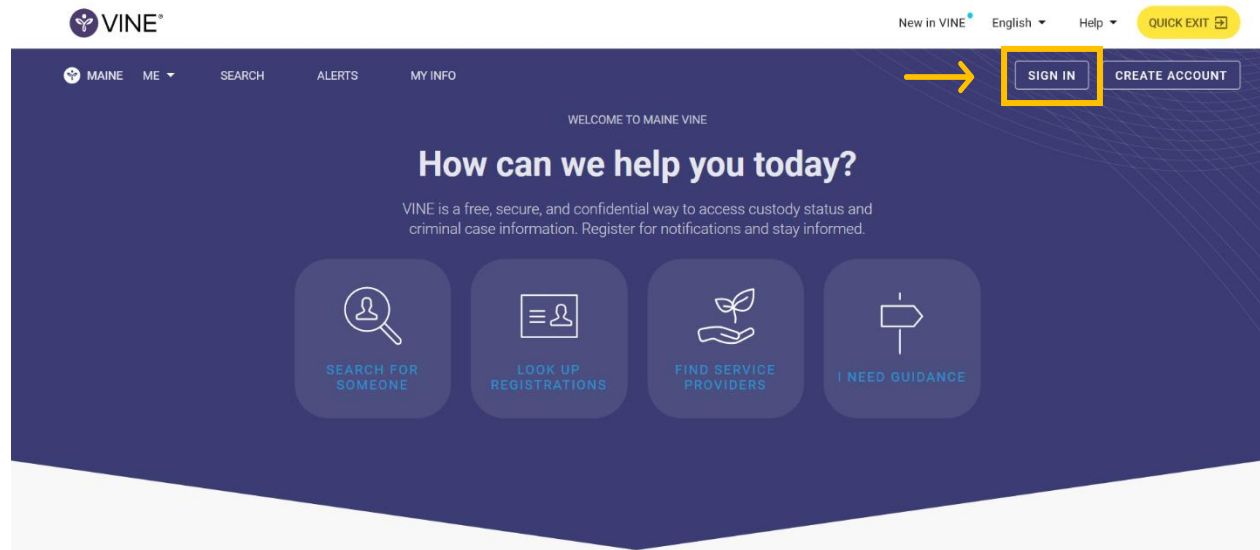 VINE®
New in VINE
English
Help
QUICK EXIT
MAINE
ME
SEARCH
ALERTS
MY INFO
SIGN IN
CREATE ACCOUNT
WELCOME TO MAINE VINE
How can we help you today?
VINE is a free, secure, and confidential way to access custody status and
criminal case information. Register for notifications and stay informed.
SEARCH FOR
SOMEONE
LOOK UP
REGISTRATIONS
FIND SERVICE
PROVIDERS
I NEED GUIDANCE